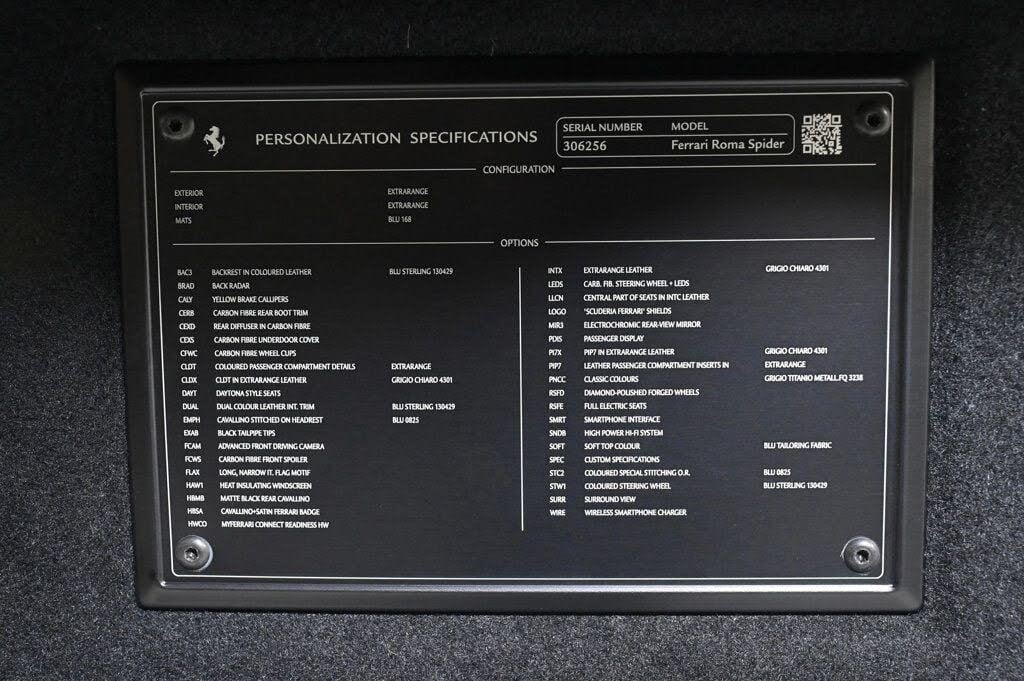 PERSONALIZATION SPECIFICATIONS
SERIAL NUMBER MODEL
306256 Ferrari Roma Spider
CONFIGURATION
EXTERIOR EXTRARANGE
INTERIOR EXTRARANGE
MATS BLU 168
OPTIONS
BAC3 BACKREST IN COLOURED LEATHER BLU STERLING 130429
BRAD BACK RADAR
CALY YELLOW BRAKE CALLIPERS
CERB CARBON FIBRE REAR BOOT TRIM
CEXD REAR DIFFUSER IN CARBON FIBRE
CEXS CARBON FIBRE UNDERDOOR COVER
CFWC CARBON FIBRE WHEEL CUPS
CLDT COLOURED PASSENGER COMPARTMENT DETAILS EXTRARANGE
CLDX CLDT IN EXTRARANGE LEATHER GRIGIO CHIARO 4301
DAYT DAYTONA STYLE SEATS
DUAL DUAL COLOUR LEATHER INT. TRIM BLU STERLING 130429
EMPH CAVALLINO STITCHED ON HEADREST BLU 0825
EXAB BLACK TAILPIPE TIPS
FCAM ADVANCED FRONT DRIVING CAMERA
FCWS CARBON FIBRE FRONT SPOILER
FLAX LONG, NARROW IT. FLAG MOTIF
HAW1 HEAT INSULATING WINDSCREEN
HBMB MATTE BLACK REAR CAVALLINO
HBSA CAVALLINO+SATIN FERRARI BADGE
HWCO MYFERRARI CONNECT READINESS HW
INTX EXTRARANGE LEATHER GRIGIO CHIARO 4301
LEDS CARB. FIB. STEERING WHEEL + LEDS
LLCN CENTRAL PART OF SEATS IN INTC LEATHER
LOGO "SCUDERIA FERRARI" SHIELDS
MIR3 ELECTROCHROMIC REAR-VIEW MIRROR
PDIS PASSENGER DISPLAY
PI7X PIP7 IN EXTRARANGE LEATHER GRIGIO CHIARO 4301
PIP7 LEATHER PASSENGER COMPARTMENT INSERTS IN EXTRARANGE
PNCC CLASSIC COLOURS GRIGIO TITANIO METALL.FQ 3238
RSFD DIAMOND-POLISHED FORGED WHEELS
RSFE FULL ELECTRIC SEATS
SMRT SMARTPHONE INTERFACE
SNDB HIGH POWER HI-FI SYSTEM
SOFT SOFT TOP COLOUR BLU TAILORING FABRIC
SPEC CUSTOM SPECIFICATIONS
STC2 COLOURED SPECIAL STITCHING O.R. BLU 0825
STW1 COLOURED STEERING WHEEL BLU STERLING 130429
SURR SURROUND VIEW
WIRE WIRELESS SMARTPHONE CHARGER